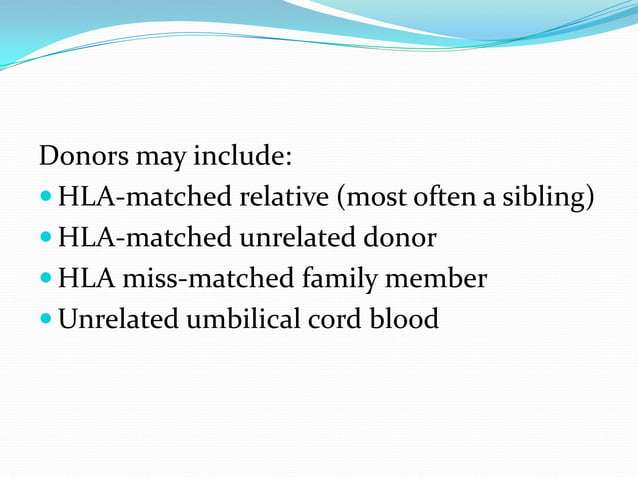 Donors may include:
HLA-matched relative (most often a sibling)
HLA-matched unrelated donor
HLA miss-matched family member
Unrelated umbilical cord blood